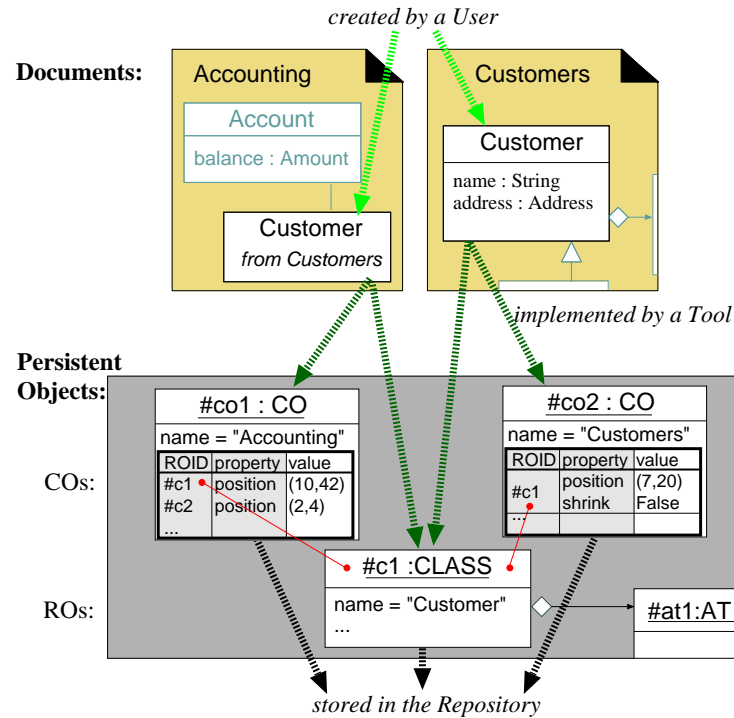 created by a User
Documents:
Accounting
Account
balance : Amount
Customer
from Customers
Customers
Customer
name : String
address : Address
implemented by a Tool
Persistent
Objects:
#co1 : CO
name = "Accounting"
ROID property value
#c1 position (10,42)
#c2 position (2,4)
...
#co2 : CO
name = "Customers"
ROID property value
#c1 position (7,20)
shrink False
...
COs:
#c1 :CLASS
name = "Customer"
...
ROs:
#at1:AT
stored in the Repository